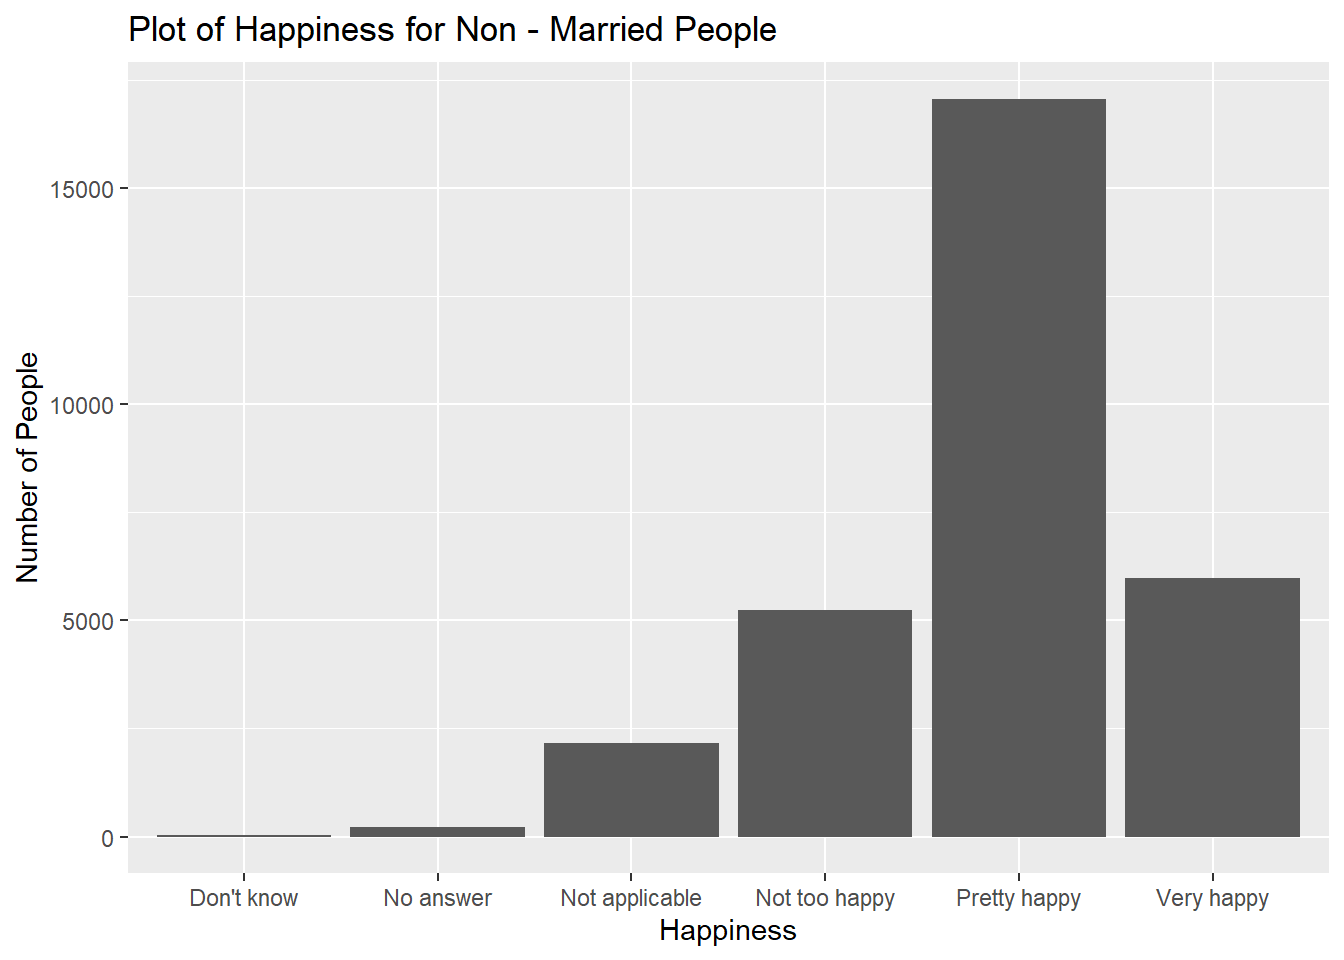 Plot of Happiness for Non - Married People
Number of People
15000
10000
5000
0
Don't know
No answer
Not applicable
Not too happy
Pretty happy
Very happy
Happiness